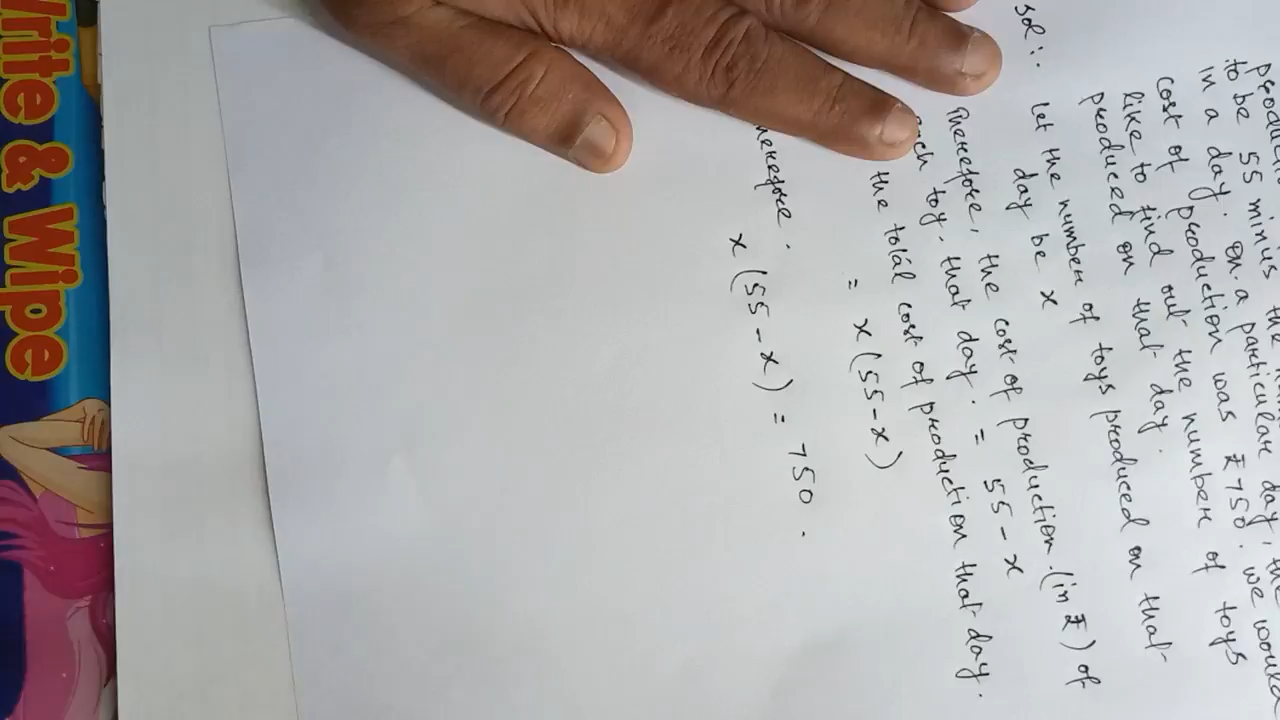 to be 55 minus the
in a day. on a particular day, the
cost of production was ₹750. we would
like to find out the number of toys
produced on that day.
Sol :. Let the number of toys produced on that
day be x
Therefore, the cost of production (in ₹) of
each toy. that day. = 55 - x
the total cost of production that day.
= x (55 - x)
Therefore.
x (55 - x) = 750.
Write & Wipe